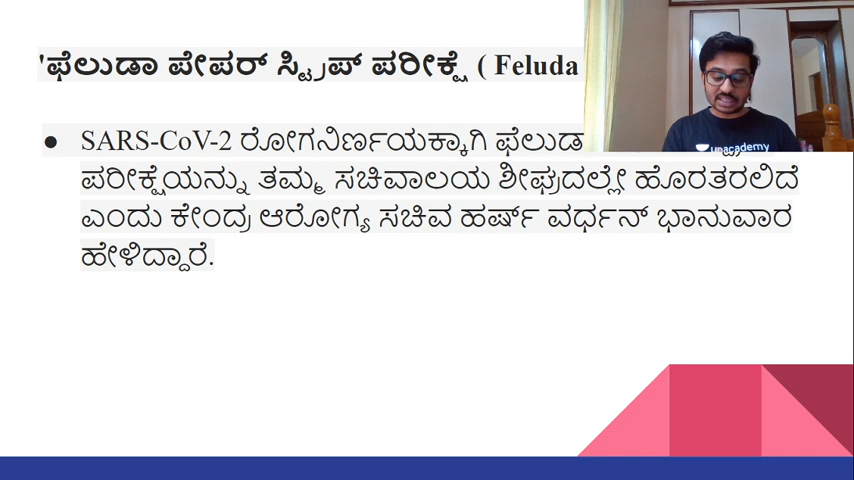 'ಫೆಲುಡಾ ಪೇಪರ್ ಸ್ಟ್ರಿಪ್ ಪರೀಕ್ಷೆ ( Feluda
● SARS-CoV-2 ರೋಗನಿರ್ಣಯಕ್ಕಾಗಿ ಫೆಲುಡ
unacademy
ಪರೀಕ್ಷೆಯನ್ನು ತಮ್ಮ ಸಚಿವಾಲಯ ಶೀಘ್ರದಲ್ಲೇ ಹೊರತರಲಿದೆ
ಎಂದು ಕೇಂದ್ರ ಆರೋಗ್ಯ ಸಚಿವ ಹರ್ಷ್ ವರ್ಧನ್ ಭಾನುವಾರ
ಹೇಳಿದ್ದಾರೆ.